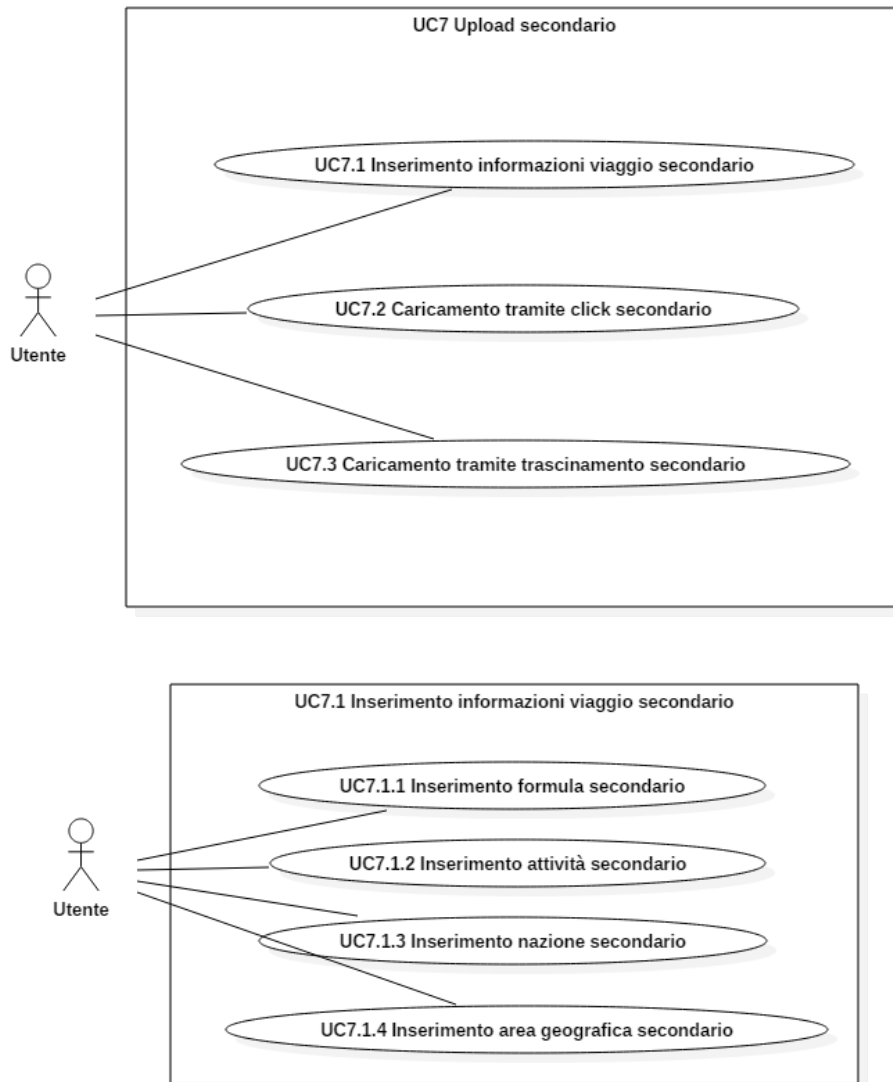 UC7 Upload secondario
UC7.1 Inserimento informazioni viaggio secondario
UC7.2 Caricamento tramite click secondario
Utente
UC7.3 Caricamento tramite trascinamento secondario
UC7.1 Inserimento informazioni viaggio secondario
UC7.1.1 Inserimento formula secondario
UC7.1.2 Inserimento attività secondario
Utente
UC7.1.3 Inserimento nazione secondario
UC7.1.4 Inserimento area geografica secondario